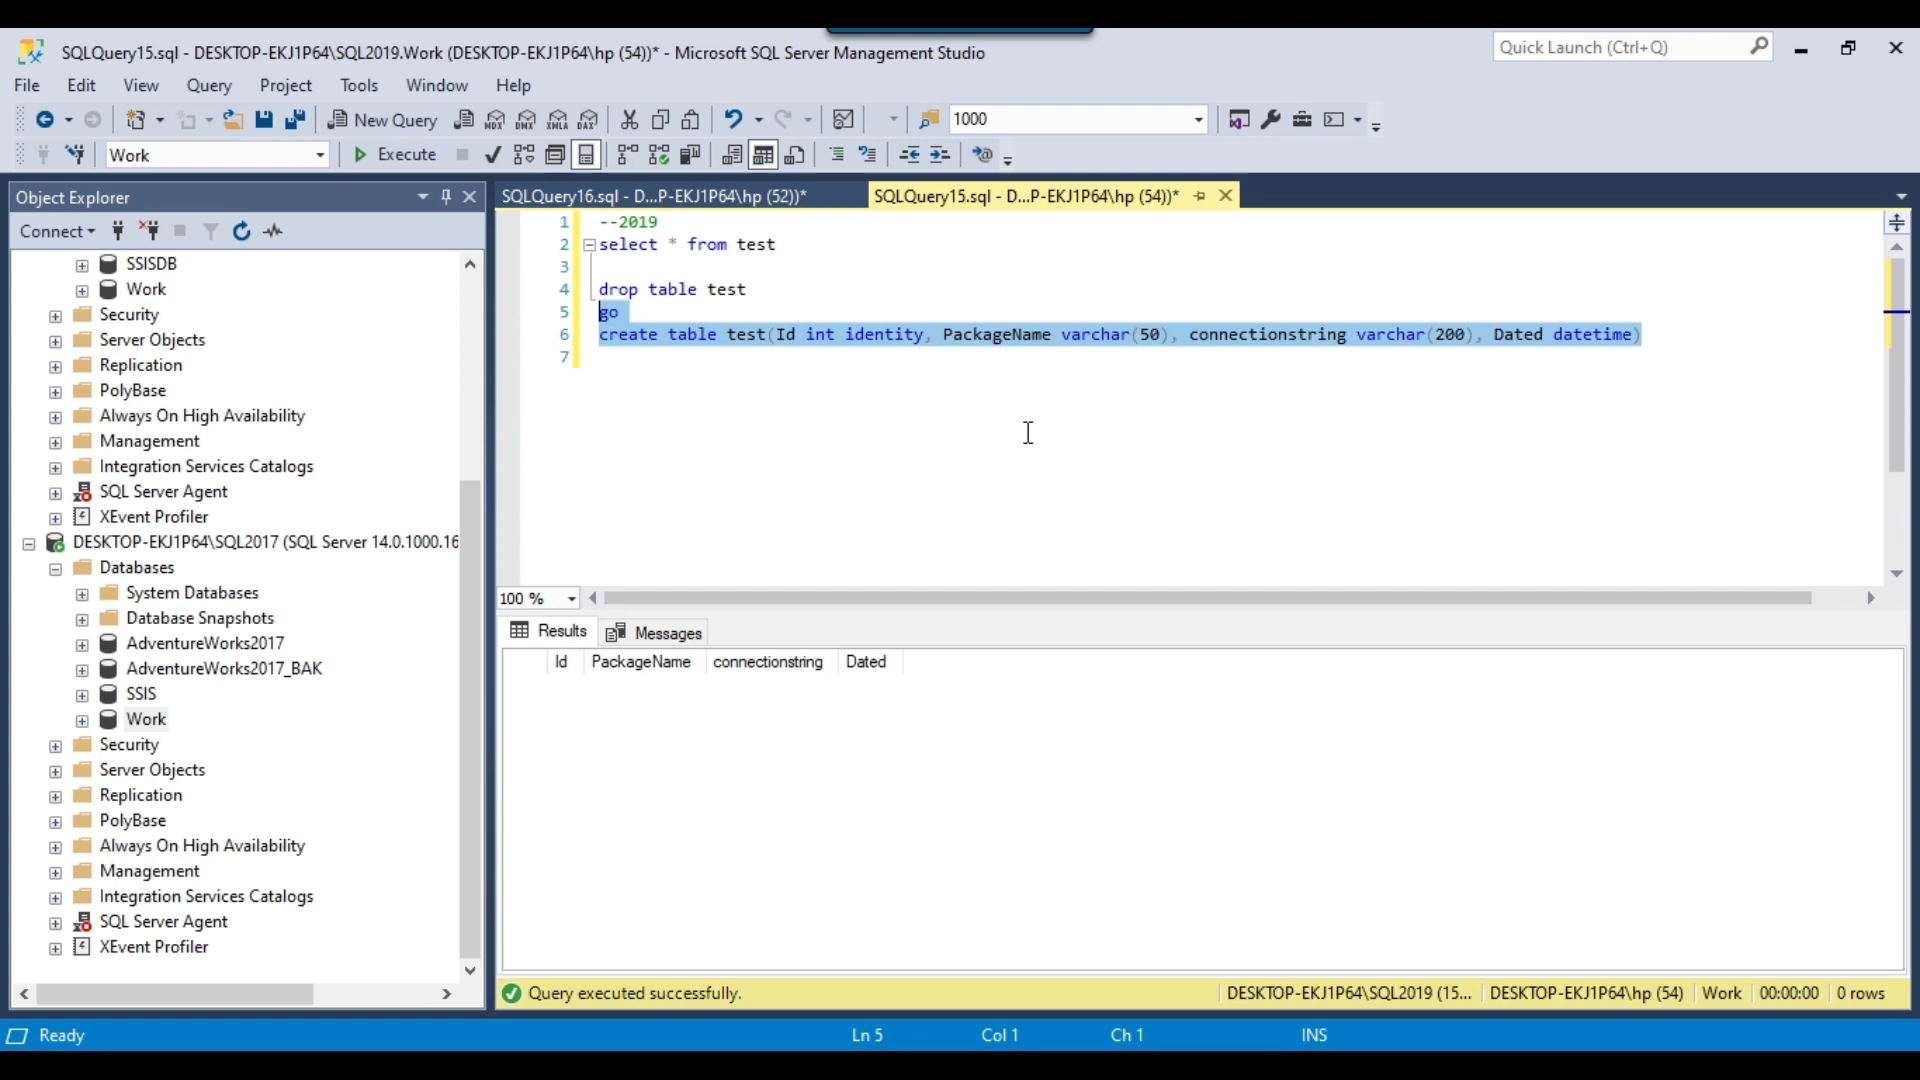 SQLQuery15.sql - DESKTOP-EKJ1P64\SQL2019.Work (DESKTOP-EKJ1P64\hp (54))* - Microsoft SQL Server Management Studio
Quick Launch (Ctrl+Q)
File Edit View Query Project Tools Window Help
New Query MDX DMX XMLA DAX 1000
Work Execute
Object Explorer
SQLQuery16.sql - D...P-EKJ1P64\hp (52))* SQLQuery15.sql - D...P-EKJ1P64\hp (54))*
Connect
SSISDB
Work
Security
Server Objects
Replication
PolyBase
Always On High Availability
Management
Integration Services Catalogs
SQL Server Agent
XEvent Profiler
DESKTOP-EKJ1P64\SQL2017 (SQL Server 14.0.1000.16
Databases
System Databases
Database Snapshots
AdventureWorks2017
AdventureWorks2017_BAK
SSIS
Work
Security
Server Objects
Replication
PolyBase
Always On High Availability
Management
Integration Services Catalogs
SQL Server Agent
XEvent Profiler
1 --2019
2 select * from test
3
4 drop table test
5 go
6 create table test(Id int identity, PackageName varchar(50), connectionstring varchar(200), Dated datetime)
7
100 %
Results Messages
Id PackageName connectionstring Dated
Query executed successfully. DESKTOP-EKJ1P64\SQL2019 (15... DESKTOP-EKJ1P64\hp (54) Work 00:00:00 0 rows
Ready Ln 5 Col 1 Ch 1 INS